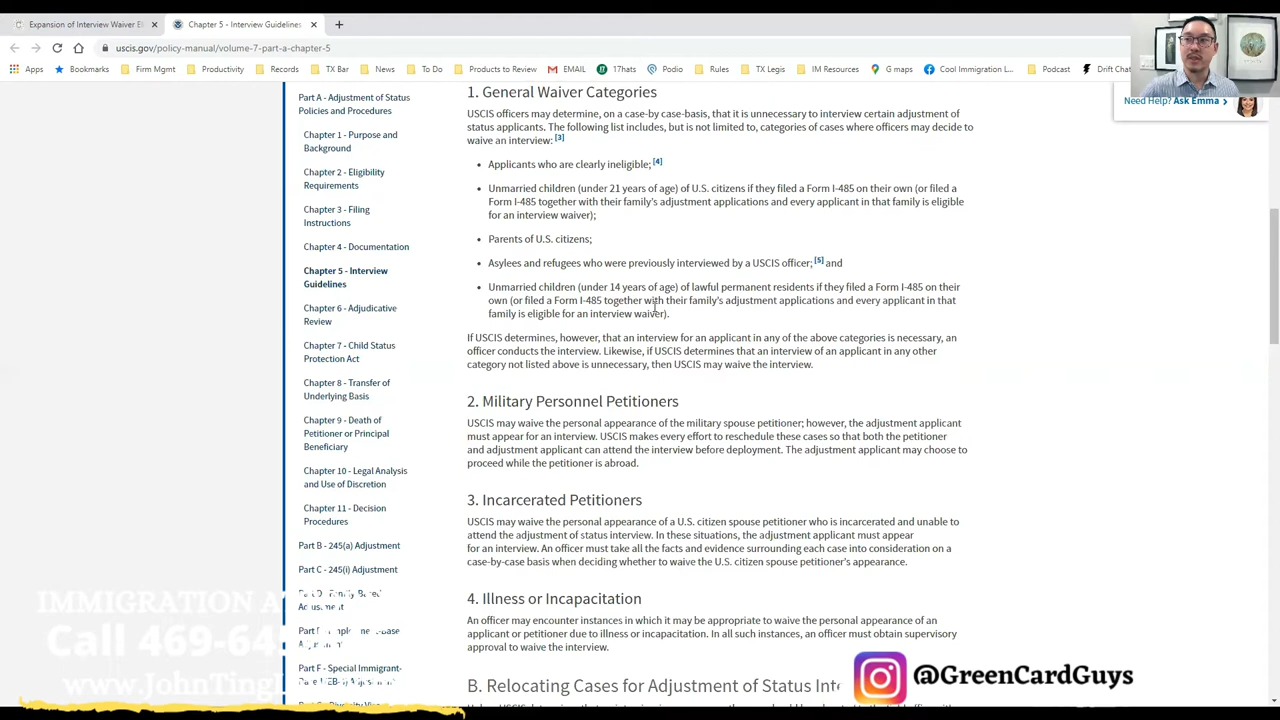 Expansion of Interview Waiver El
Chapter 5 - Interview Guidelines
uscis.gov/policy-manual/volume-7-part-a-chapter-5
Apps
Bookmarks
Firm Mgmt
Productivity
Records
TX Bar
News
To Do
Products to Review
EMAIL
17hats
Podio
Rules
TX Legis
IM Resources
G maps
Cool Immigration L...
Podcast
Drift Chat
Need Help? Ask Emma
Part A - Adjustment of Status
Policies and Procedures
Chapter 1 - Purpose and
Background
Chapter 2 - Eligibility
Requirements
Chapter 3 - Filing
Instructions
Chapter 4 - Documentation
Chapter 5 - Interview
Guidelines
Chapter 6 - Adjudicative
Review
Chapter 7 - Child Status
Protection Act
Chapter 8 - Transfer of
Underlying Basis
Chapter 9 - Death of
Petitioner or Principal
Beneficiary
Chapter 10 - Legal Analysis
and Use of Discretion
Chapter 11 - Decision
Procedures
Part B - 245(a) Adjustment
Part C - 245(i) Adjustment
Part F - Special Immigrant-
1. General Waiver Categories
USCIS officers may determine, on a case-by case-basis, that it is unnecessary to interview certain adjustment of
status applicants. The following list includes, but is not limited to, categories of cases where officers may decide to
waive an interview: [3]
• Applicants who are clearly ineligible; [4]
• Unmarried children (under 21 years of age) of U.S. citizens if they filed a Form I-485 on their own (or filed a
Form I-485 together with their family's adjustment applications and every applicant in that family is eligible
for an interview waiver);
• Parents of U.S. citizens;
• Asylees and refugees who were previously interviewed by a USCIS officer; [5] and
• Unmarried children (under 14 years of age) of lawful permanent residents if they filed a Form I-485 on their
own (or filed a Form I-485 together with their family's adjustment applications and every applicant in that
family is eligible for an interview waiver).
If USCIS determines, however, that an interview for an applicant in any of the above categories is necessary, an
officer conducts the interview. Likewise, if USCIS determines that an interview of an applicant in any other
category not listed above is unnecessary, then USCIS may waive the interview.
2. Military Personnel Petitioners
USCIS may waive the personal appearance of the military spouse petitioner; however, the adjustment applicant
must appear for an interview. USCIS makes every effort to reschedule these cases so that both the petitioner
and adjustment applicant can attend the interview before deployment. The adjustment applicant may choose to
proceed while the petitioner is abroad.
3. Incarcerated Petitioners
USCIS may waive the personal appearance of a U.S. citizen spouse petitioner who is incarcerated and unable to
attend the adjustment of status interview. In these situations, the adjustment applicant must appear
for an interview. An officer must take all the facts and evidence surrounding each case into consideration on a
case-by-case basis when deciding whether to waive the U.S. citizen spouse petitioner's appearance.
4. Illness or Incapacitation
An officer may encounter instances in which it may be appropriate to waive the personal appearance of an
applicant or petitioner due to illness or incapacitation. In all such instances, an officer must obtain supervisory
approval to waive the interview.
B. Relocating Cases for Adjustment of Status Inte
IMMIGRATION A
Call 469-64
www.JohnTingL
@GreenCardGuys